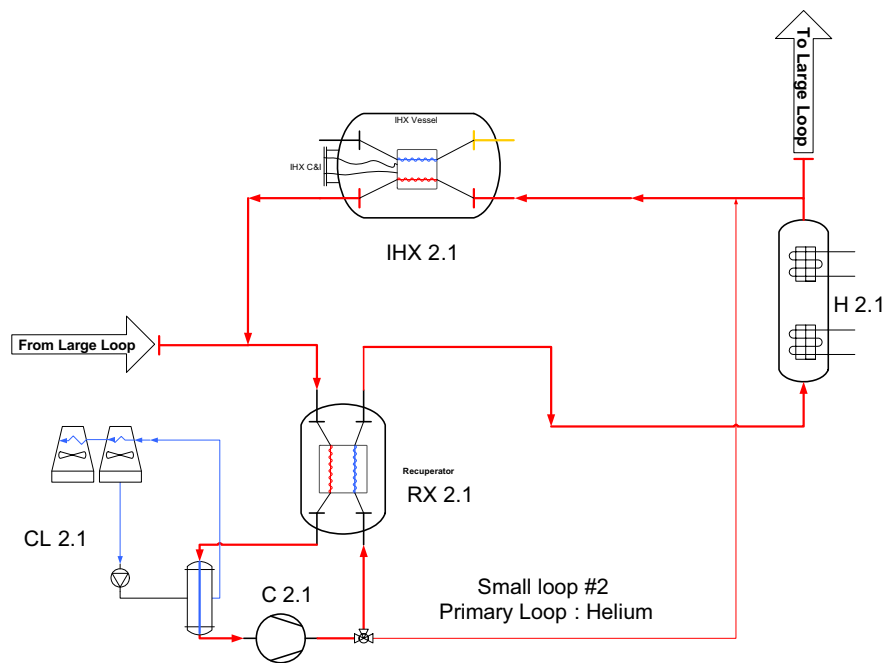 To Large Loop
IHX Vessel
IHX C&I
IHX 2.1
H 2.1
From Large Loop
Recuperator
RX 2.1
CL 2.1
C 2.1
Small loop #2
Primary Loop : Helium